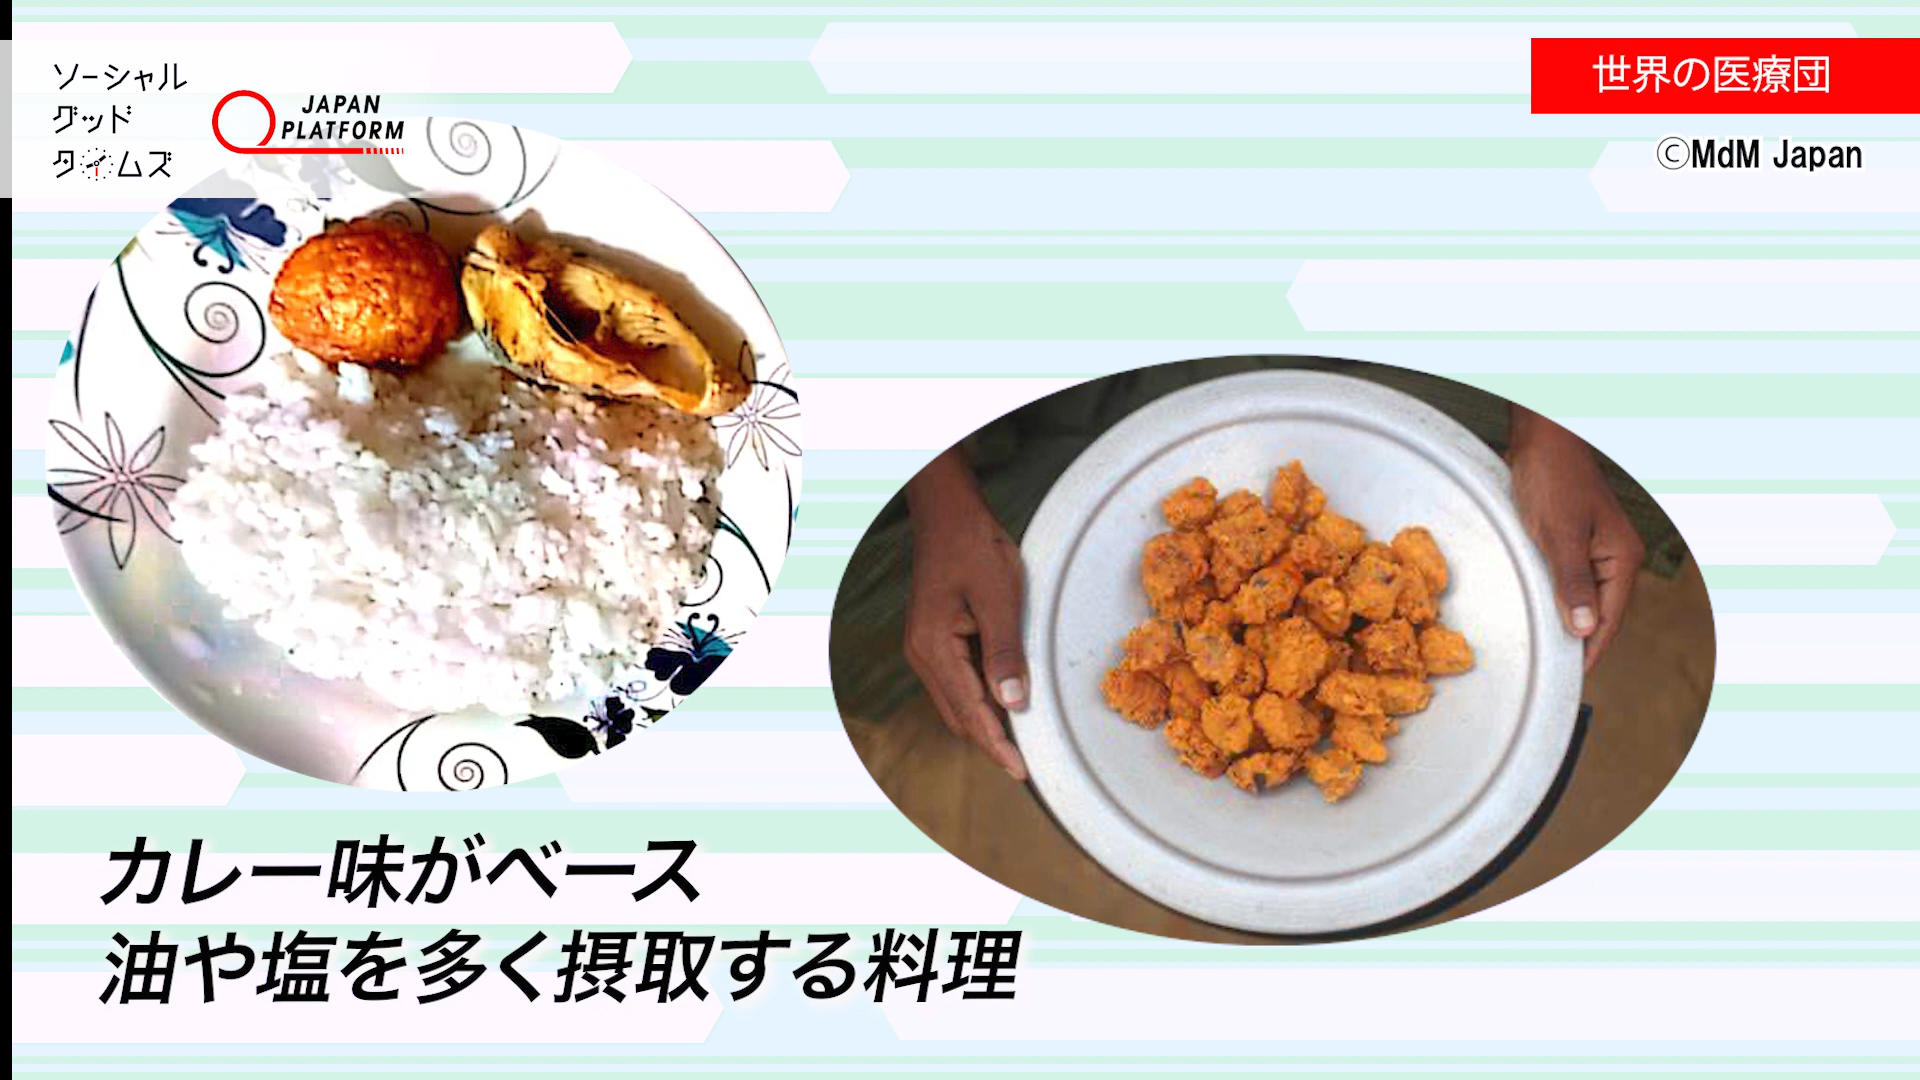 ソーシャル
グッド
タイムズ
JAPAN
PLATFORM
世界の医療団
ⒸMdM Japan
カレー味がベース
油や塩を多く摂取する料理